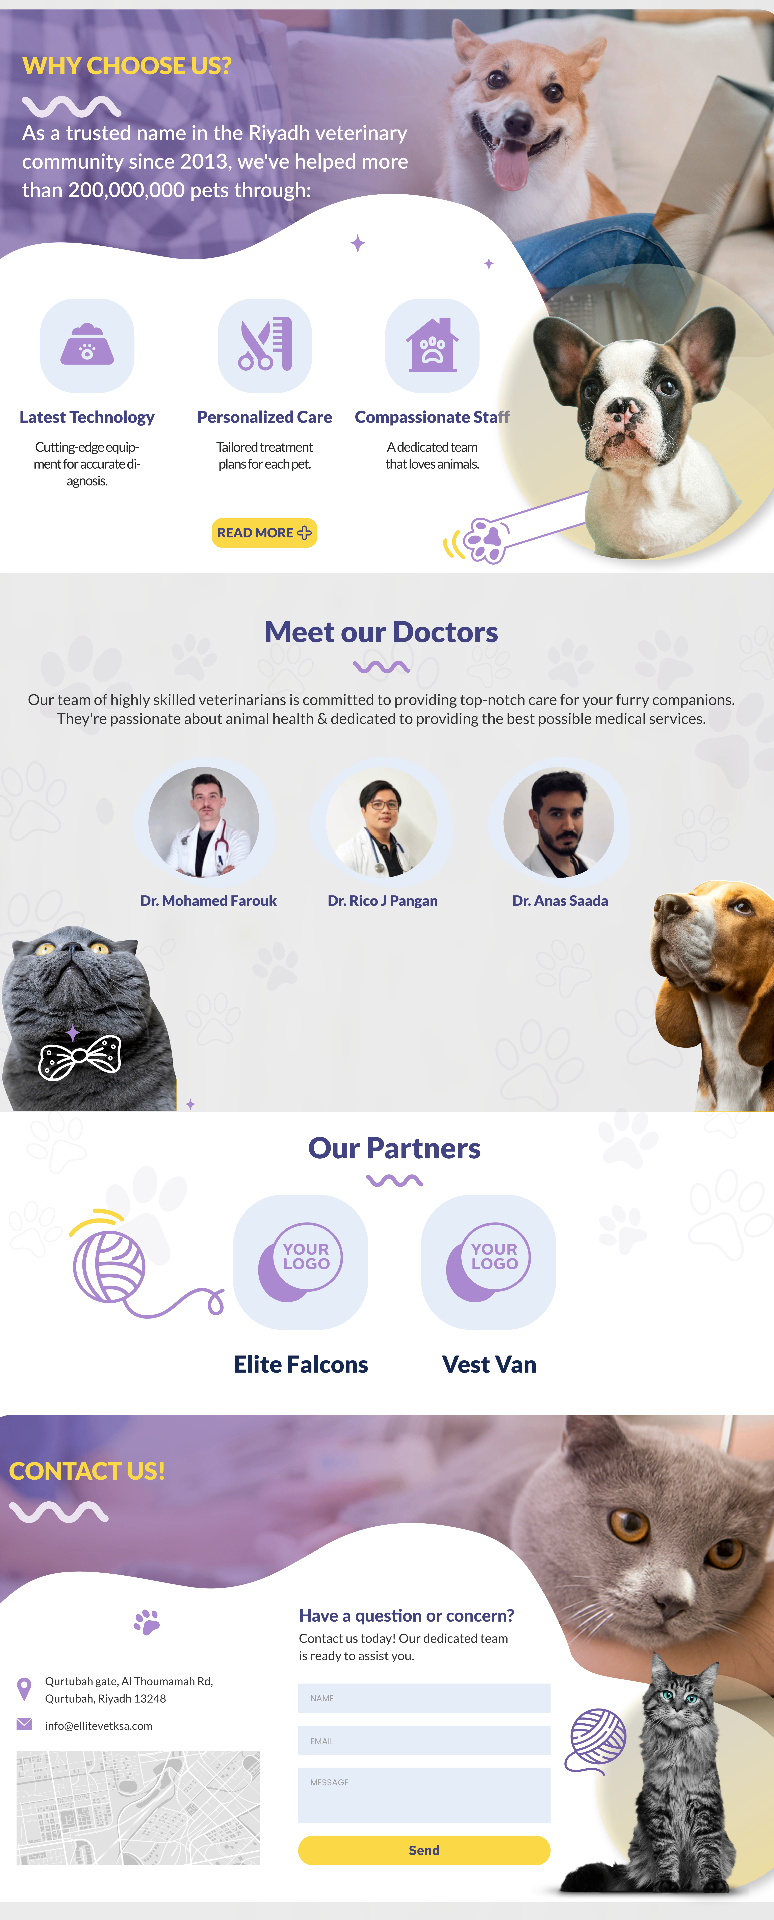 WHY CHOOSE US?
As a trusted name in the Riyadh veterinary
community since 2013, we've helped more
than 200,000,000 pets through:
Latest Technology
Cutting-edge equip-
ment for accurate di-
agnosis.
Personalized Care
Tailored treatment
plans for each pet.
Compassionate Staff
A dedicated team
that loves animals.
READ MORE
Meet our Doctors
Our team of highly skilled veterinarians is committed to providing top-notch care for your furry companions.
They're passionate about animal health & dedicated to providing the best possible medical services.
Dr. Mohamed Farouk
Dr. Rico J Pangan
Dr. Anas Saada
Our Partners
YOUR
LOGO
YOUR
LOGO
Elite Falcons
Vest Van
CONTACT US!
Qurtubah gate, Al Thoumamah Rd,
Qurtubah, Riyadh 13248
info@ellitevetksa.com
Have a question or concern?
Contact us today! Our dedicated team
is ready to assist you.
NAME
EMAIL
MESSAGE
Send